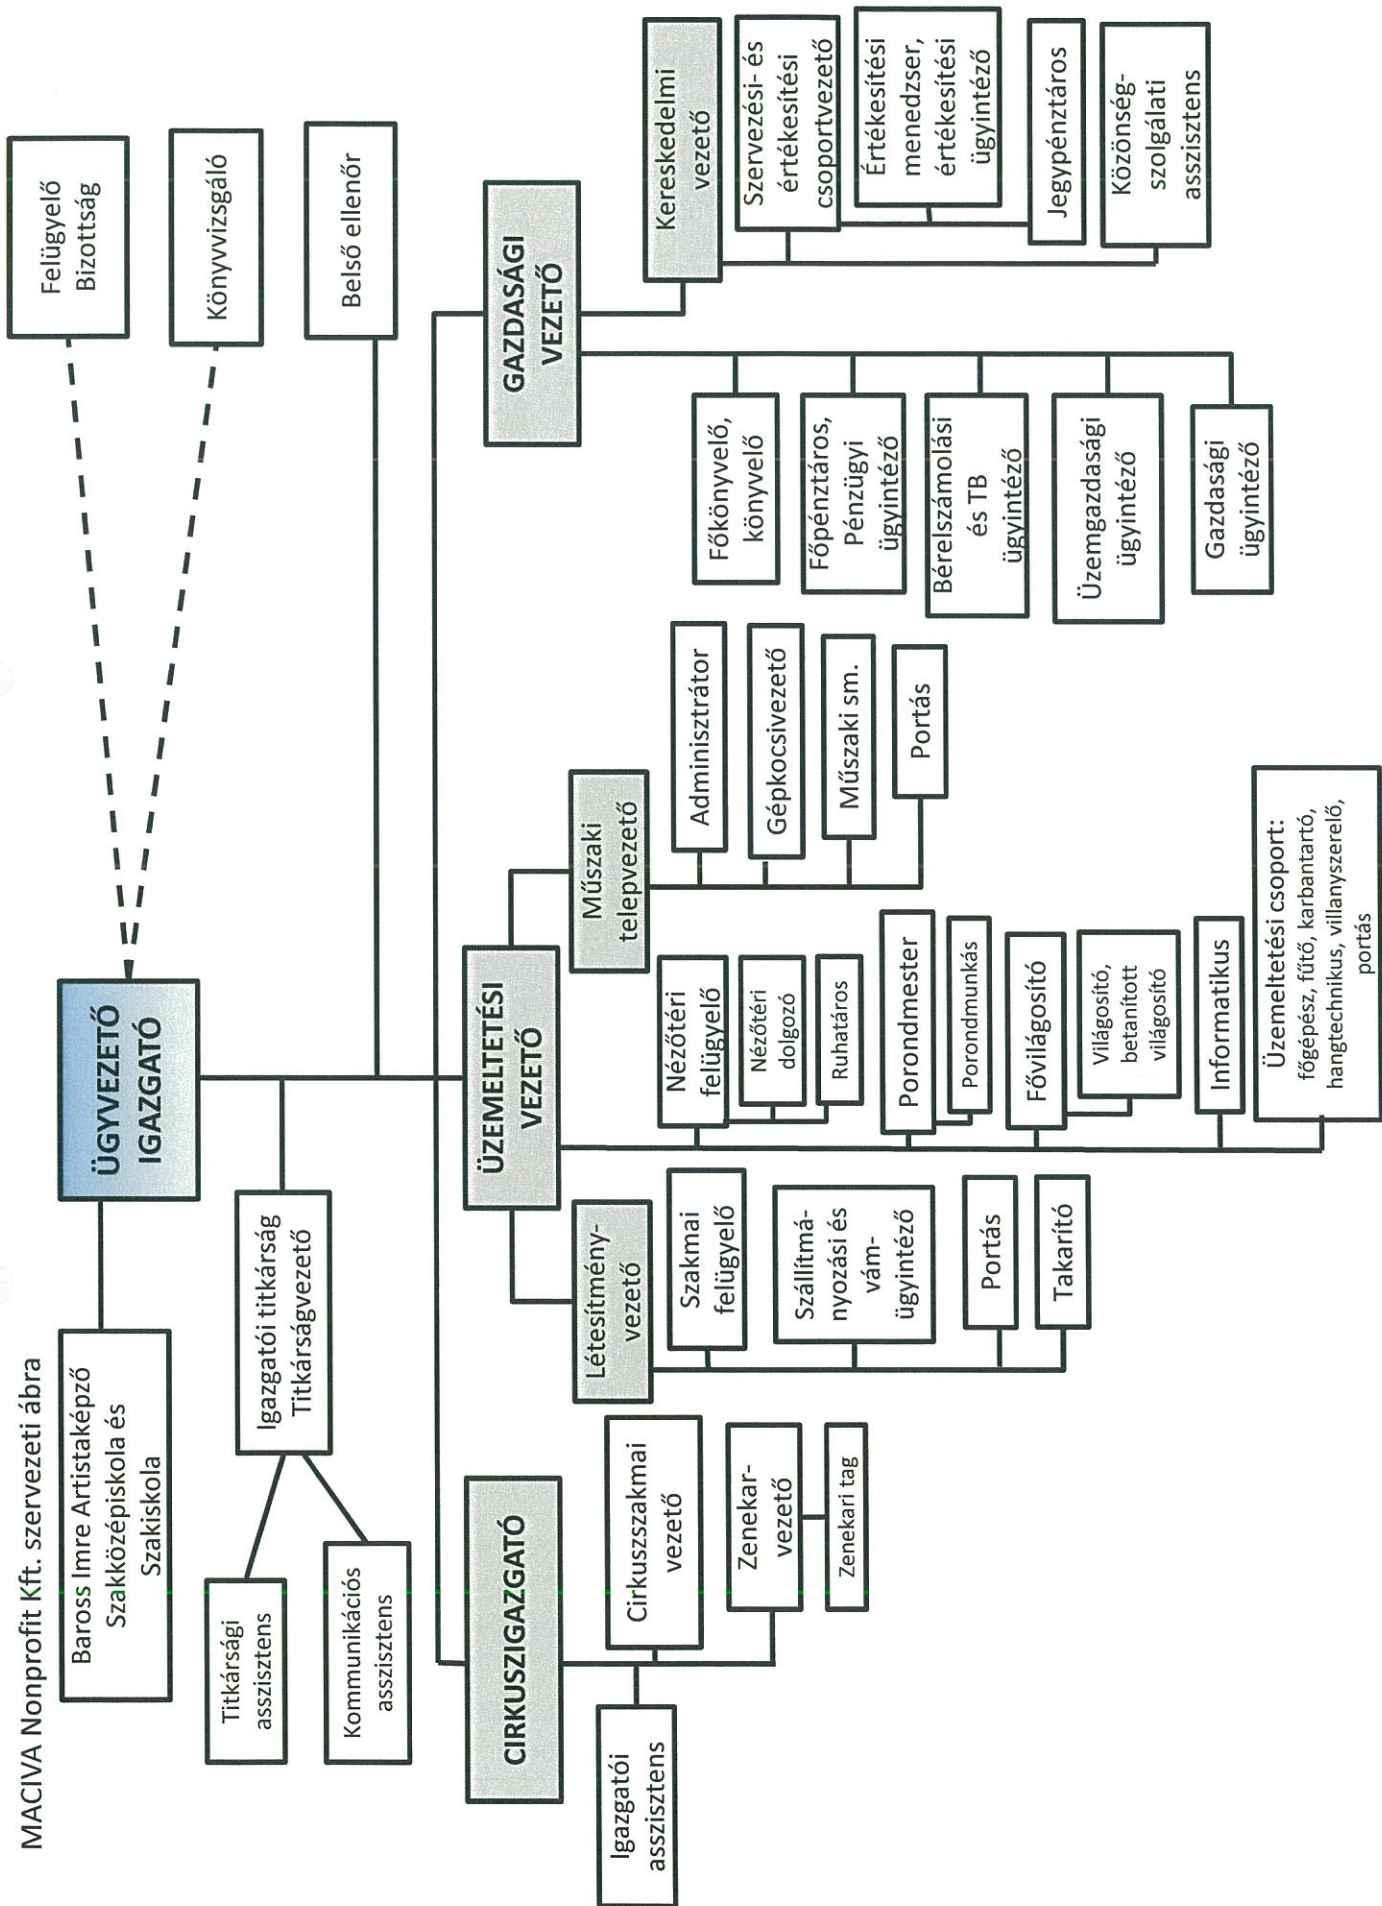 MACIVA Nonprofit Kft. szervezeti ábra
Baross Imre Artistaképző
Szakközépiskola és
Szakiskola
ÜGYVEZETŐ
IGAZGATÓ
Felügyelő
Bizottság
Könyvvizsgáló
Belső ellenőr
Igazgatói titkárság
Titkárságvezető
Titkársági
asszisztens
Kommunikációs
asszisztens
CIRKUSZIGAZGATÓ
Igazgatói
asszisztens
Cirkuszszakmai
vezető
Zenekar-
vezető
Zenekari tag
ÜZEMELTETÉSI
VEZETŐ
Létesítmény-
vezető
Szakmai
felügyelő
Szállítmá-
nyozási és
vám-
ügyintéző
Portás
Takarító
Nézőtéri
felügyelő
Nézőtéri
dolgozó
Ruhatáros
Porondmester
Porondmunkás
Fővilágosító
Világosító,
betanított
világosító
Informatikus
Üzemeltetési csoport:
főgépész, fűtő, karbantartó,
hangtechnikus, villanyszerelő,
portás
Műszaki
telepvezető
Adminisztrátor
Gépkocsivezető
Műszaki sm.
Portás
GAZDASÁGI
VEZETŐ
Főkönyvelő,
könyvelő
Főpénztáros,
Pénzügyi
ügyintéző
Bérelszámolási
és TB
ügyintéző
Üzemgazdasági
ügyintéző
Gazdasági
ügyintéző
Kereskedelmi
vezető
Szervezési- és
értékesítési
csoportvezető
Értékesítési
menedzser,
értékesítési
ügyintéző
Jegypénztáros
Közönség-
szolgálati
asszisztens